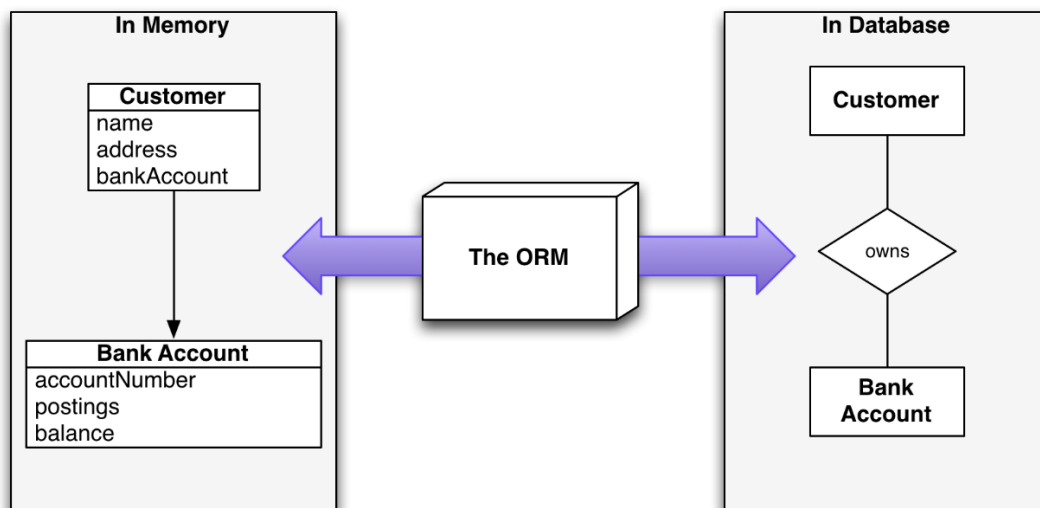 In Memory
Customer
name
address
bankAccount
Bank Account
accountNumber
postings
balance
The ORM
In Database
Customer
owns
Bank
Account